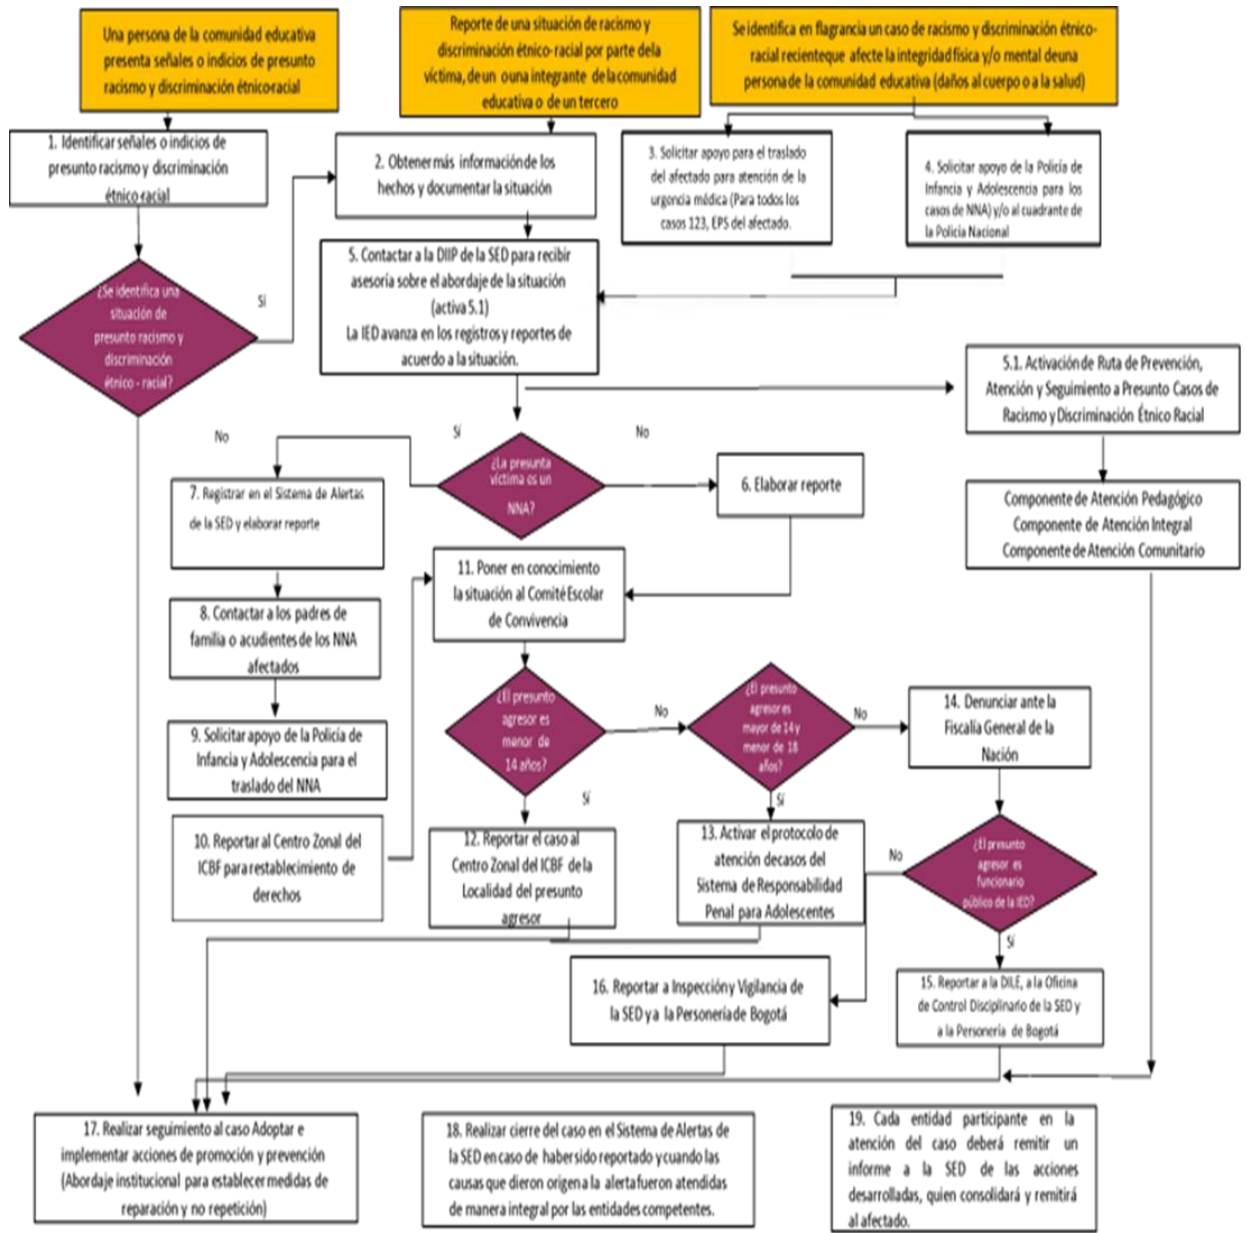 Una persona de la comunidad educativa
presenta señales o indicios de presunto
racismo y discriminación étnicoracial
Reporte de una situación de racismo y
discriminación étnico- racial por parte dela
víctima, de un ouna integrante de lacomunidad
educativa o de un tercero
Se identifica en flagrancia un caso de racismo y discriminación étnico-
racial recienteque afecte la integridad física y/o mental deuna
persona de la comunidad educativa (daños al cuerpo o a la salud)
1. Identificar señales o indicios de
presunto racismo y discriminación
étnico-racial
2. Obtener más información de los
hechos y documentar la situación
3. Solicitar apoyo para el traslado
del afectado para atención de la
urgencia médica (Para todos los
casos 123, EPS del afectado.
4. Solicitar apoyo de la Policía de
Infancia y Adolescencia para los
casos de NNA) y/o al cuadrante de
la Policía Nacional
¿Se identifica una
situación de
presunto racismo y
discriminación
étnico - racial?
Sí
5. Contactar a la DIIP de la SED para recibir
asesoría sobre el abordaje de la situación
(activa 5.1)
La IED avanza en los registros y reportes de
acuerdo a la situación.
5.1. Activación de Ruta de Prevención,
Atención y Seguimiento a Presunto Casos de
Racismo y Discriminación Étnico Racial
No
Sí
No
¿La presunta
víctima es un
NNA?
6. Elaborar reporte
7. Registrar en el Sistema de Alertas
de la SED y elaborar reporte
Componente de Atención Pedagógico
Componente de Atención Integral
Componente de Atención Comunitario
11. Poner en conocimiento
la situación al Comité Escolar
de Convivencia
8. Contactar a los padres de
familia o acudientes de los NNA
afectados
9. Solicitar apoyo de la Policía de
Infancia y Adolescencia para el
traslado del NNA
¿El presunto
agresor es
menor de
14 años?
No
¿El presunto
agresor es
mayor de 14 y
menor de 18
años?
No
14. Denunciar ante la
Fiscalía General de la
Nación
Sí
Sí
10. Reportar al Centro Zonal del
ICBF para restablecimiento de
derechos
12. Reportar el caso al
Centro Zonal del ICBF de la
Localidad del presunto
agresor
13. Activar el protocolo de
atención decasos del
Sistema de Responsabilidad
Penal para Adolescentes
No
¿El presunto
agresor es
funcionario
público de la IED?
Sí
16. Reportar a Inspección y Vigilancia de
la SED y a la Personería de Bogotá
15. Reportar a la DILE, a la Oficina
de Control Disciplinario de la SED y
a la Personería de Bogotá
17. Realizar seguimiento al caso Adoptar e
implementar acciones de promoción y prevención
(Abordaje institucional para establecer medidas de
reparación y no repetición)
18. Realizar cierre del caso en el Sistema de Alertas de
la SED en caso de haber sido reportado y cuando las
causas que dieron origen a la alerta fueron atendidas
de manera integral por las entidades competentes.
19. Cada entidad participante en la
atención del caso deberá remitir un
informe a la SED de las acciones
desarrolladas, quien consolidará y remitirá
al afectado.